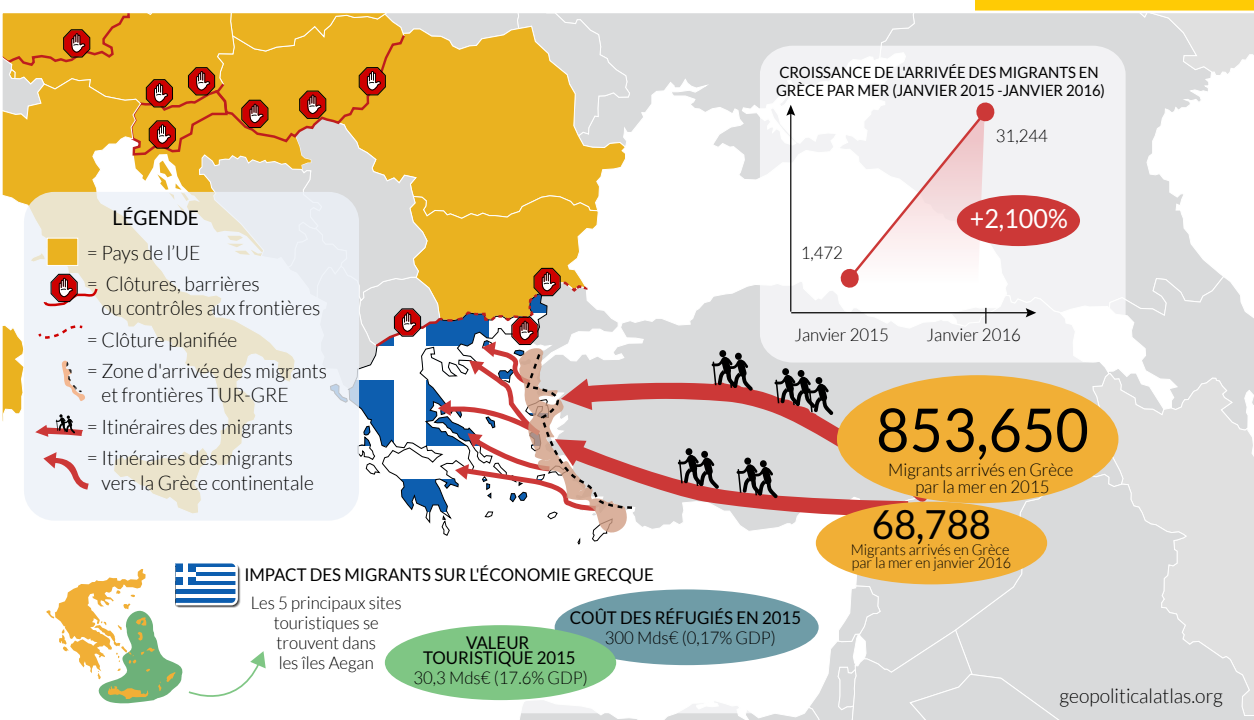 CROISSANCE DE L'ARRIVÉE DES MIGRANTS EN
GRÈCE PAR MER (JANVIER 2015 -JANVIER 2016)
31,244
+2,100%
1,472
Janvier 2015
Janvier 2016
LÉGENDE
= Pays de l'UE
= Clôtures, barrières
ou contrôles aux frontières
= Clôture planifiée
= Zone d'arrivée des migrants
et frontières TUR-GRE
= Itinéraires des migrants
= Itinéraires des migrants
vers la Grèce continentale
853,650
Migrants arrivés en Grèce
par la mer en 2015
68,788
Migrants arrivés en Grèce
par la mer en janvier 2016
IMPACT DES MIGRANTS SUR L'ÉCONOMIE GRECQUE
Les 5 principaux sites
touristiques se
trouvent dans
les îles Aegan
COÛT DES RÉFUGIÉS EN 2015
300 Mds€ (0,17% GDP)
VALEUR
TOURISTIQUE 2015
30,3 Mds€ (17.6% GDP)
geopoliticalatlas.org